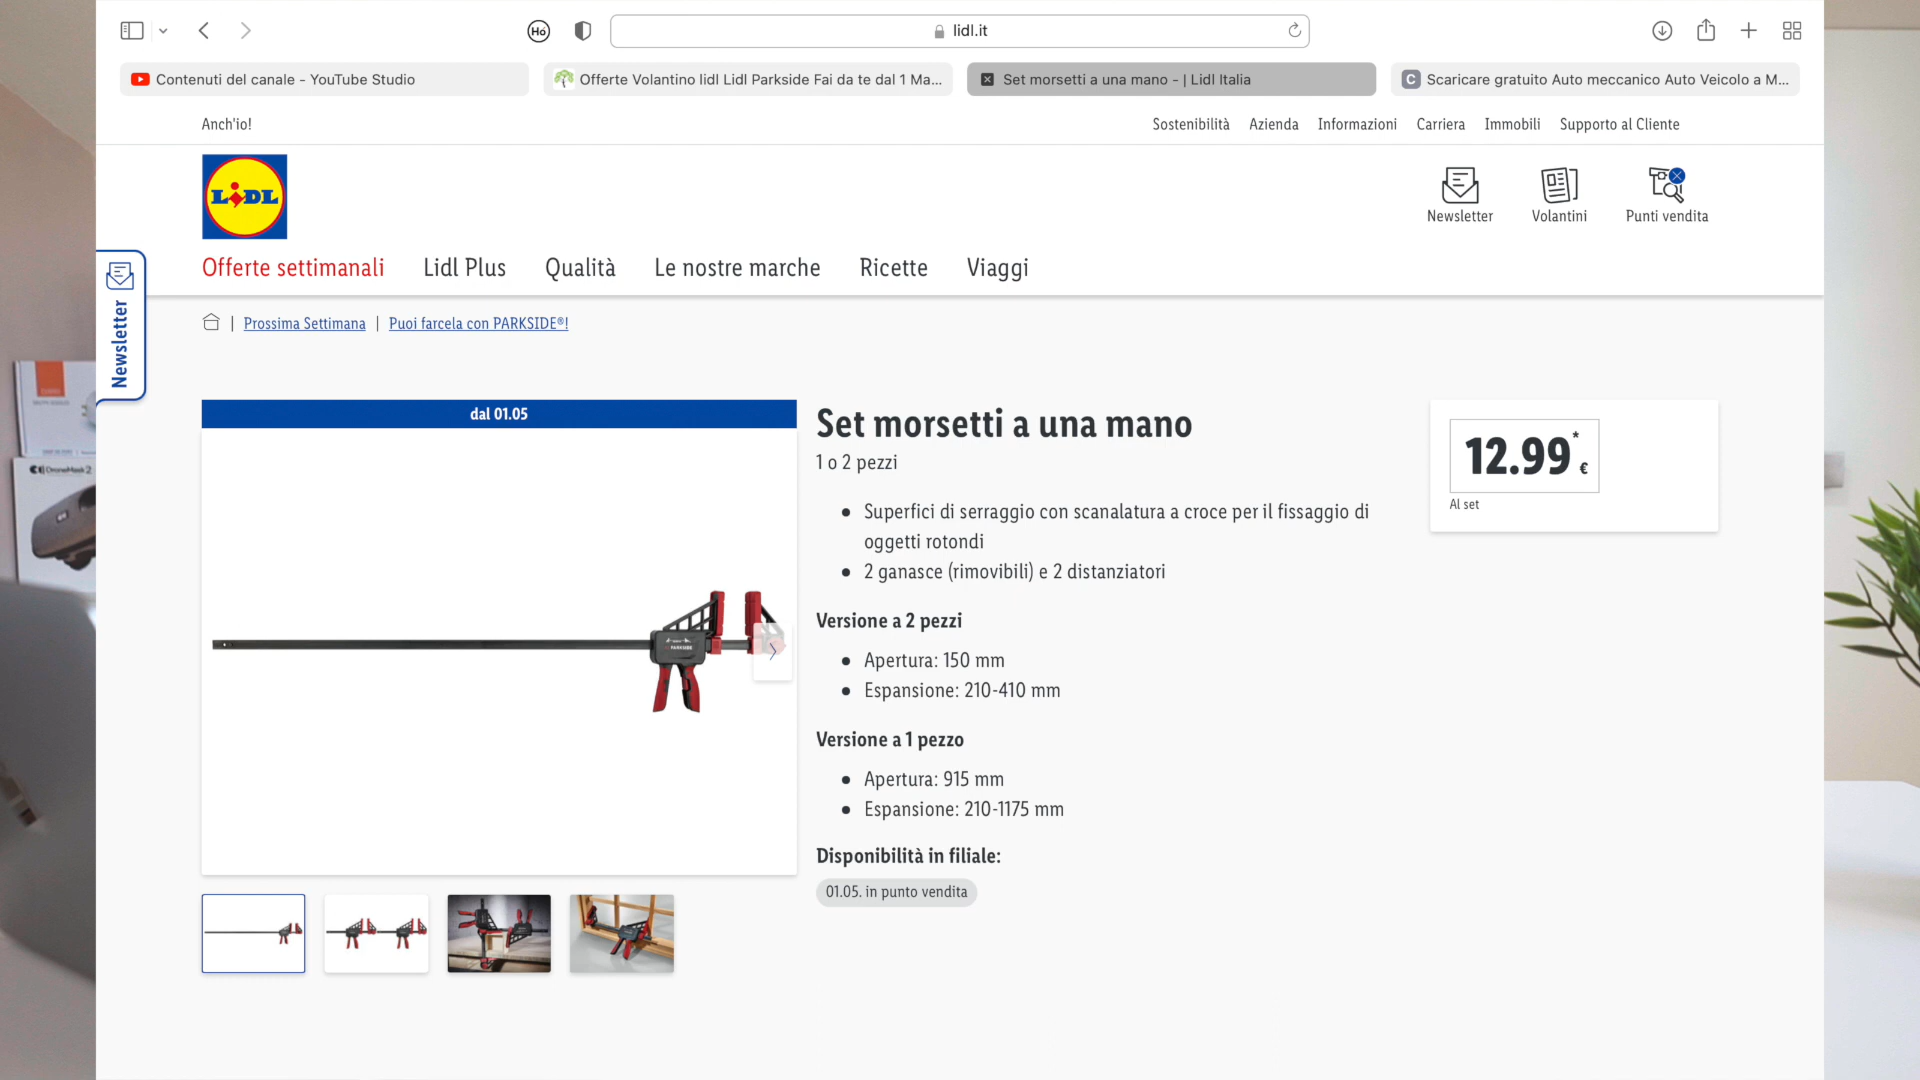 Hó
lidl.it
Contenuti del canale - YouTube Studio
Offerte Volantino lidl Lidl Parkside Fai da te dal 1 Ma...
Set morsetti a una mano - | Lidl Italia
C
Scaricare gratuito Auto meccanico Auto Veicolo a M...
Anch'io!
Sostenibilità
Azienda
Informazioni
Carriera
Immobili
Supporto al Cliente
LIDL
Newsletter
Volantini
Punti vendita
Offerte settimanali
Lidl Plus
Qualità
Le nostre marche
Ricette
Viaggi
Newsletter
| Prossima Settimana | Puoi farcela con PARKSIDE®!
dal 01.05
PARKSIDE
Set morsetti a una mano
1 o 2 pezzi
• Superfici di serraggio con scanalatura a croce per il fissaggio di
oggetti rotondi
• 2 ganasce (rimovibili) e 2 distanziatori
Versione a 2 pezzi
• Apertura: 150 mm
• Espansione: 210-410 mm
Versione a 1 pezzo
• Apertura: 915 mm
• Espansione: 210-1175 mm
Disponibilità in filiale:
01.05. in punto vendita
12.99*
€
Al set
DroneMask 2